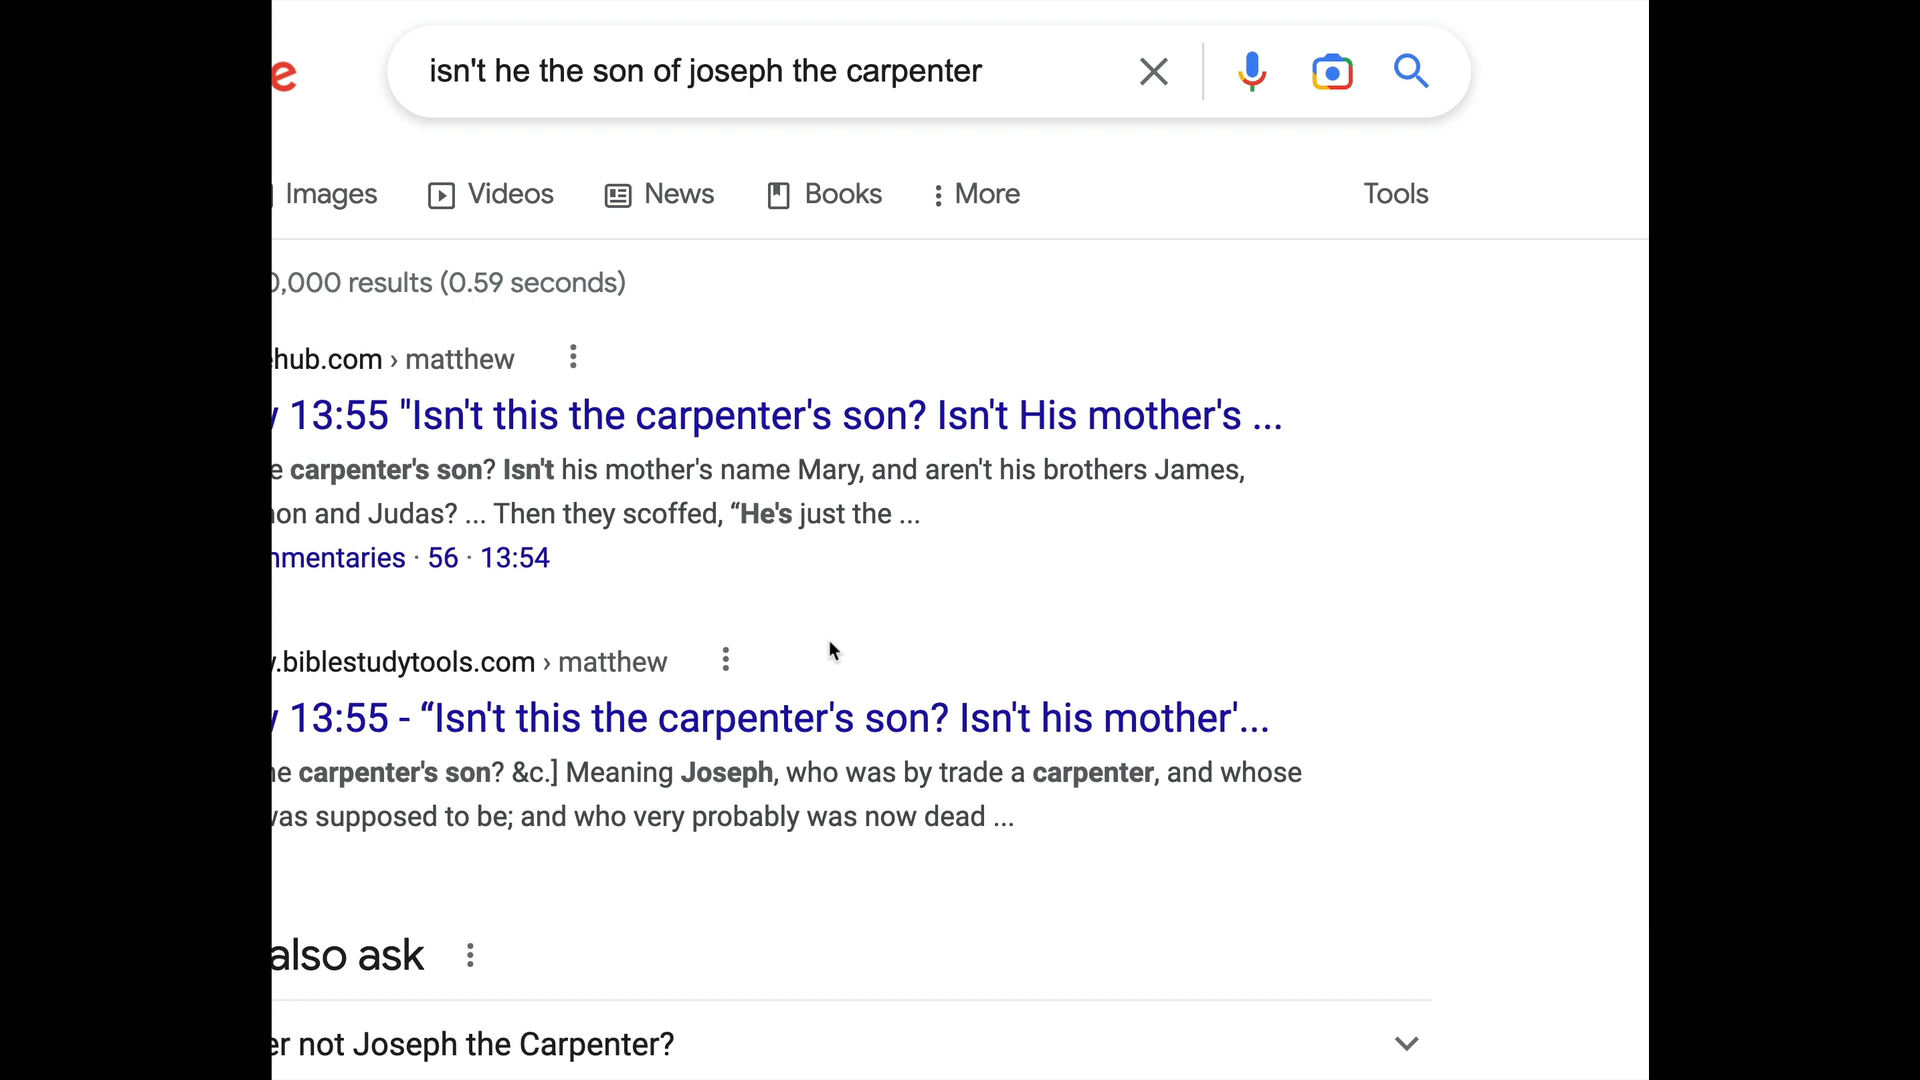 e isn't he the son of joseph the carpenter
Images Videos News Books More Tools
,000 results (0.59 seconds)
hub.com › matthew
13:55 "Isn't this the carpenter's son? Isn't His mother's ...
e carpenter's son? Isn't his mother's name Mary, and aren't his brothers James,
on and Judas? ... Then they scoffed, “He's just the ...
mmentaries · 56 · 13:54
.biblestudytools.com › matthew
13:55 - “Isn't this the carpenter's son? Isn't his mother'...
e carpenter's son? &c.] Meaning Joseph, who was by trade a carpenter, and whose
was supposed to be; and who very probably was now dead ...
also ask
er not Joseph the Carpenter?